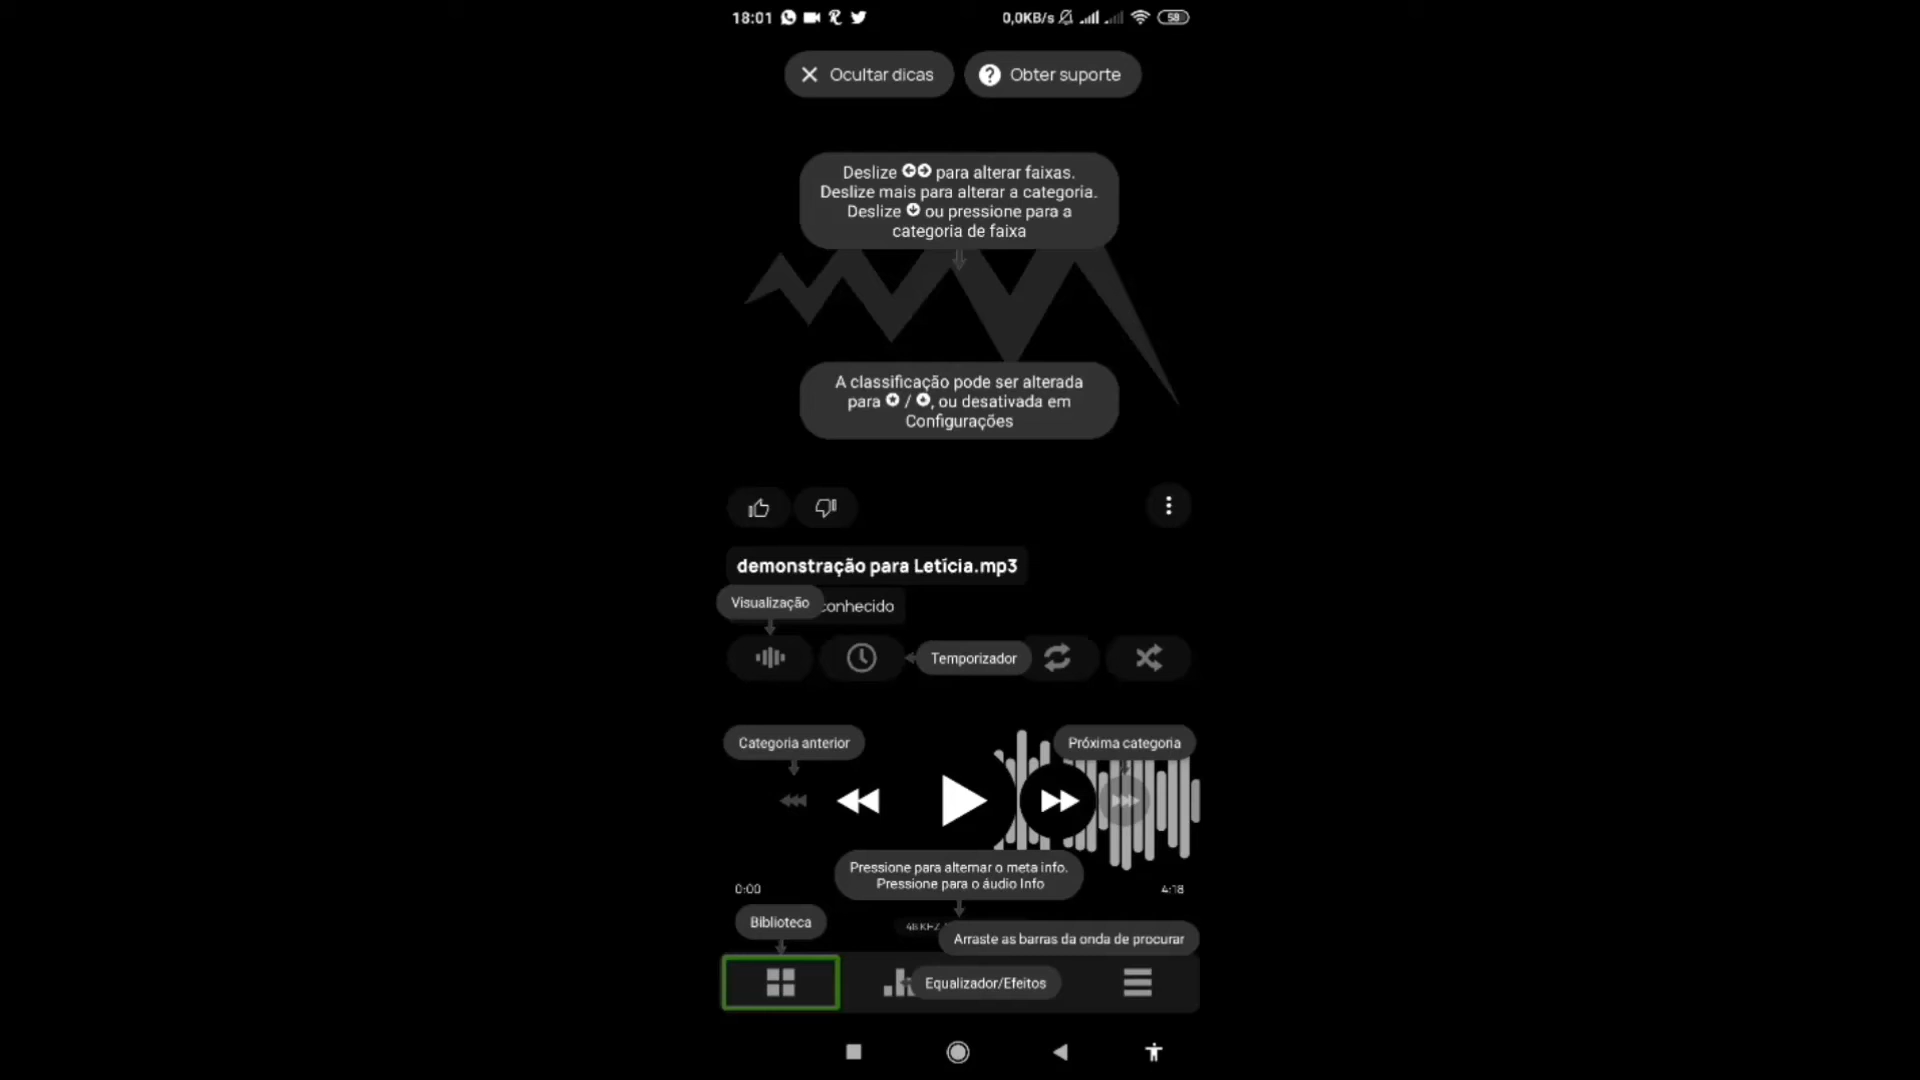 18:01
0,0KB/s
58
Ocultar dicas
Obter suporte
Deslize para alterar faixas.
Deslize mais para alterar a categoria.
Deslize ou pressione para a
categoria de faixa
A classificação pode ser alterada
para / , ou desativada em
Configurações
demonstração para Letícia.mp3
Visualização
conhecido
Temporizador
Categoria anterior
Próxima categoria
Pressione para alternar o meta info.
Pressione para o áudio Info
0:00
4:18
Biblioteca
48 KHZ
Arraste as barras da onda de procurar
Equalizador/Efeitos